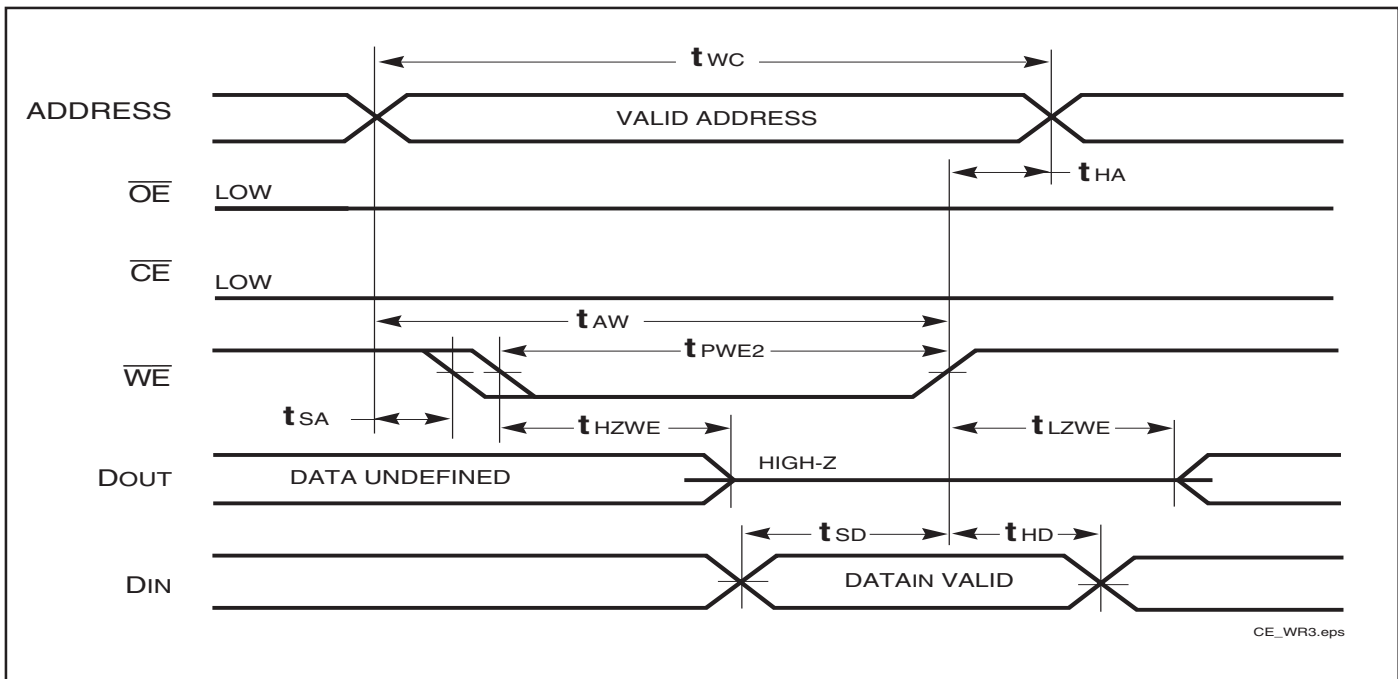 tWC
ADDRESS
VALID ADDRESS
tHA
OE
LOW
CE
LOW
tAW
tPWE2
WE
tSA
tHZWE
tLZWE
DOUT
DATA UNDEFINED
HIGH-Z
tSD
tHD
DIN
DATAIN VALID
CE_WR3.eps